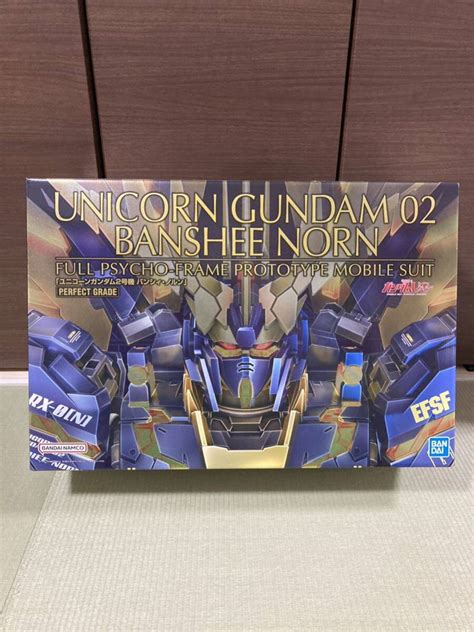 UNICORN GUNDAM 02
BANSHEE NORN
FULL PSYCHO-FRAME PROTOTYPE MOBILE SUIT
「ユニコーンガンダム2号機 バンシィ・ノルン」
PERFECT GRADE
ガンダムUC
RX-0[N]
EFSF
BANDAI NAMCO
BAN
DAI